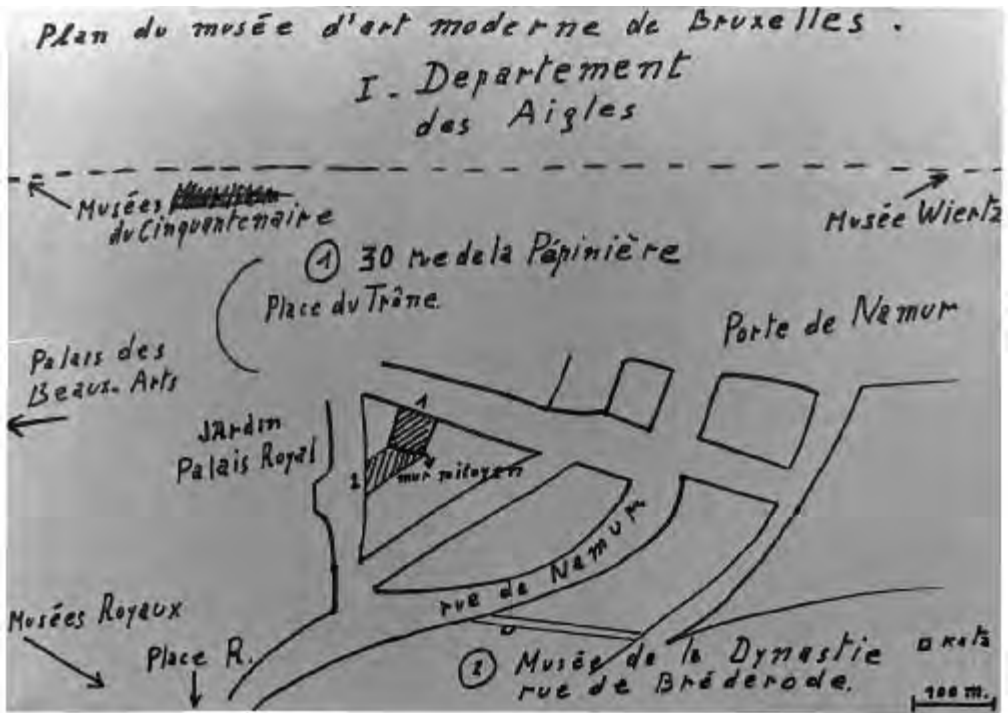 Plan du musée d'art moderne de Bruxelles.
I - Departement
des Aigles
Musées
du Cinquantenaire
Musée Wiertz
1 30 rue de la Pépinière
Place du Trône.
Porte de Namur
Palais des
Beaux-Arts
Jardin
Palais Royal
1
2
mur mitoyen
rue de Namur
Musées Royaux
Place R.
2 Musée de la Dynastie
rue de Bréderode.
100 m.